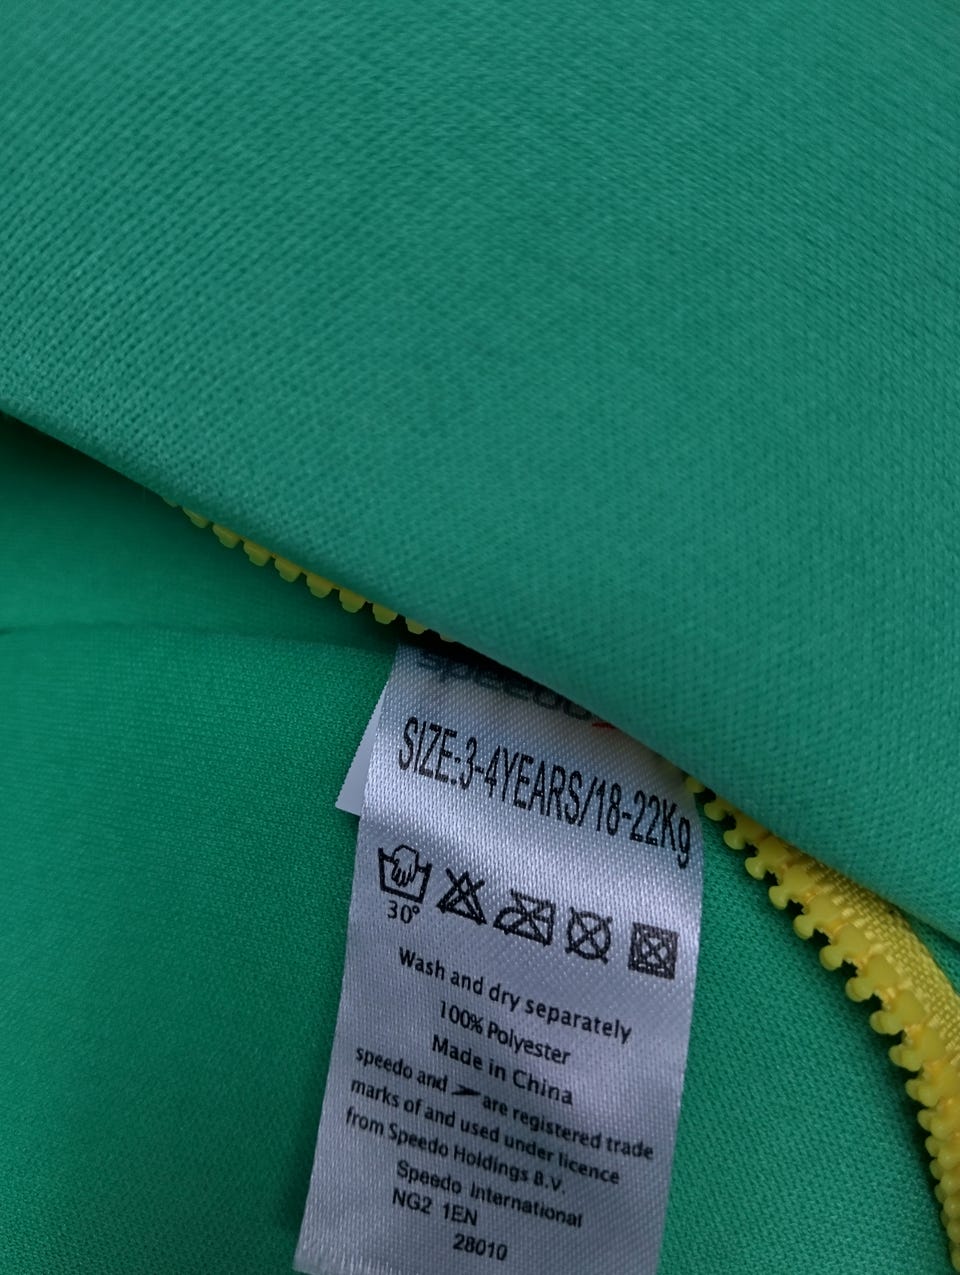 speedo
SIZE:3-4YEARS/18-22Kg
30°
Wash and dry separately
100% Polyester
Made in China
speedo and are registered trade
marks of and used under licence
from Speedo Holdings B.V.
Speedo International
NG2 1EN
28010